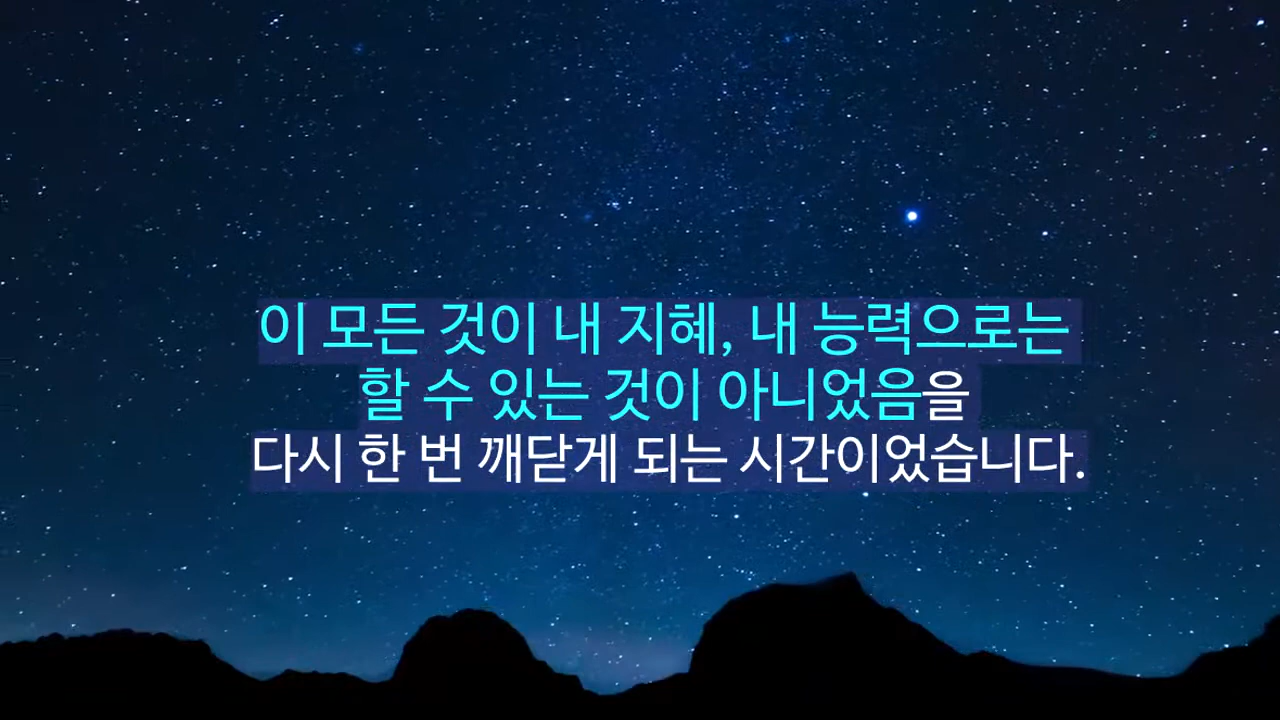 이 모든 것이 내 지혜, 내 능력으로는
할 수 있는 것이 아니었음을
다시 한 번 깨닫게 되는 시간이었습니다.